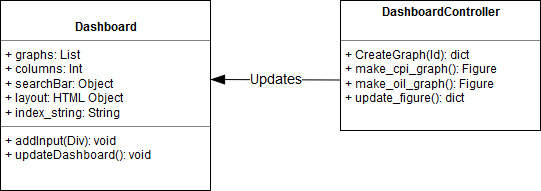 Dashboard
+ graphs: List
+ columns: Int
+ searchBar: Object
+ layout: HTML Object
+ index_string: String
+ addInput(Div): void
+ updateDashboard(): void
Updates
DashboardController
+ CreateGraph(Id): dict
+ make_cpi_graph(): Figure
+ make_oil_graph(): Figure
+ update_figure(): dict